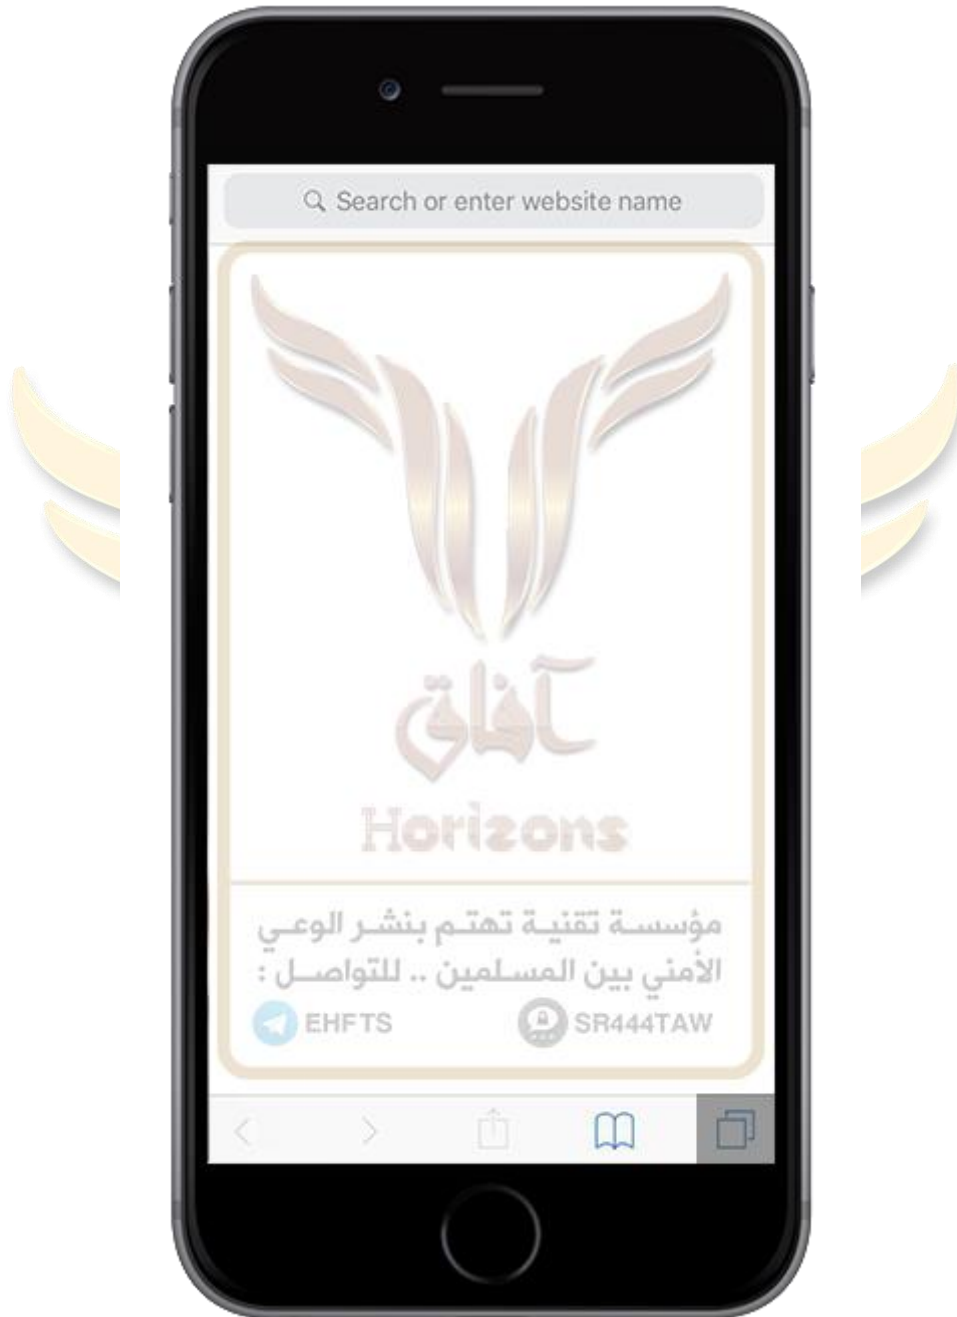 Search or enter website name
آفاق
Horizons
مؤسسة تقنية تهتم بنشر الوعي
الأمني بين المسلمين .. للتواصل :
EHFTS SR444TAW